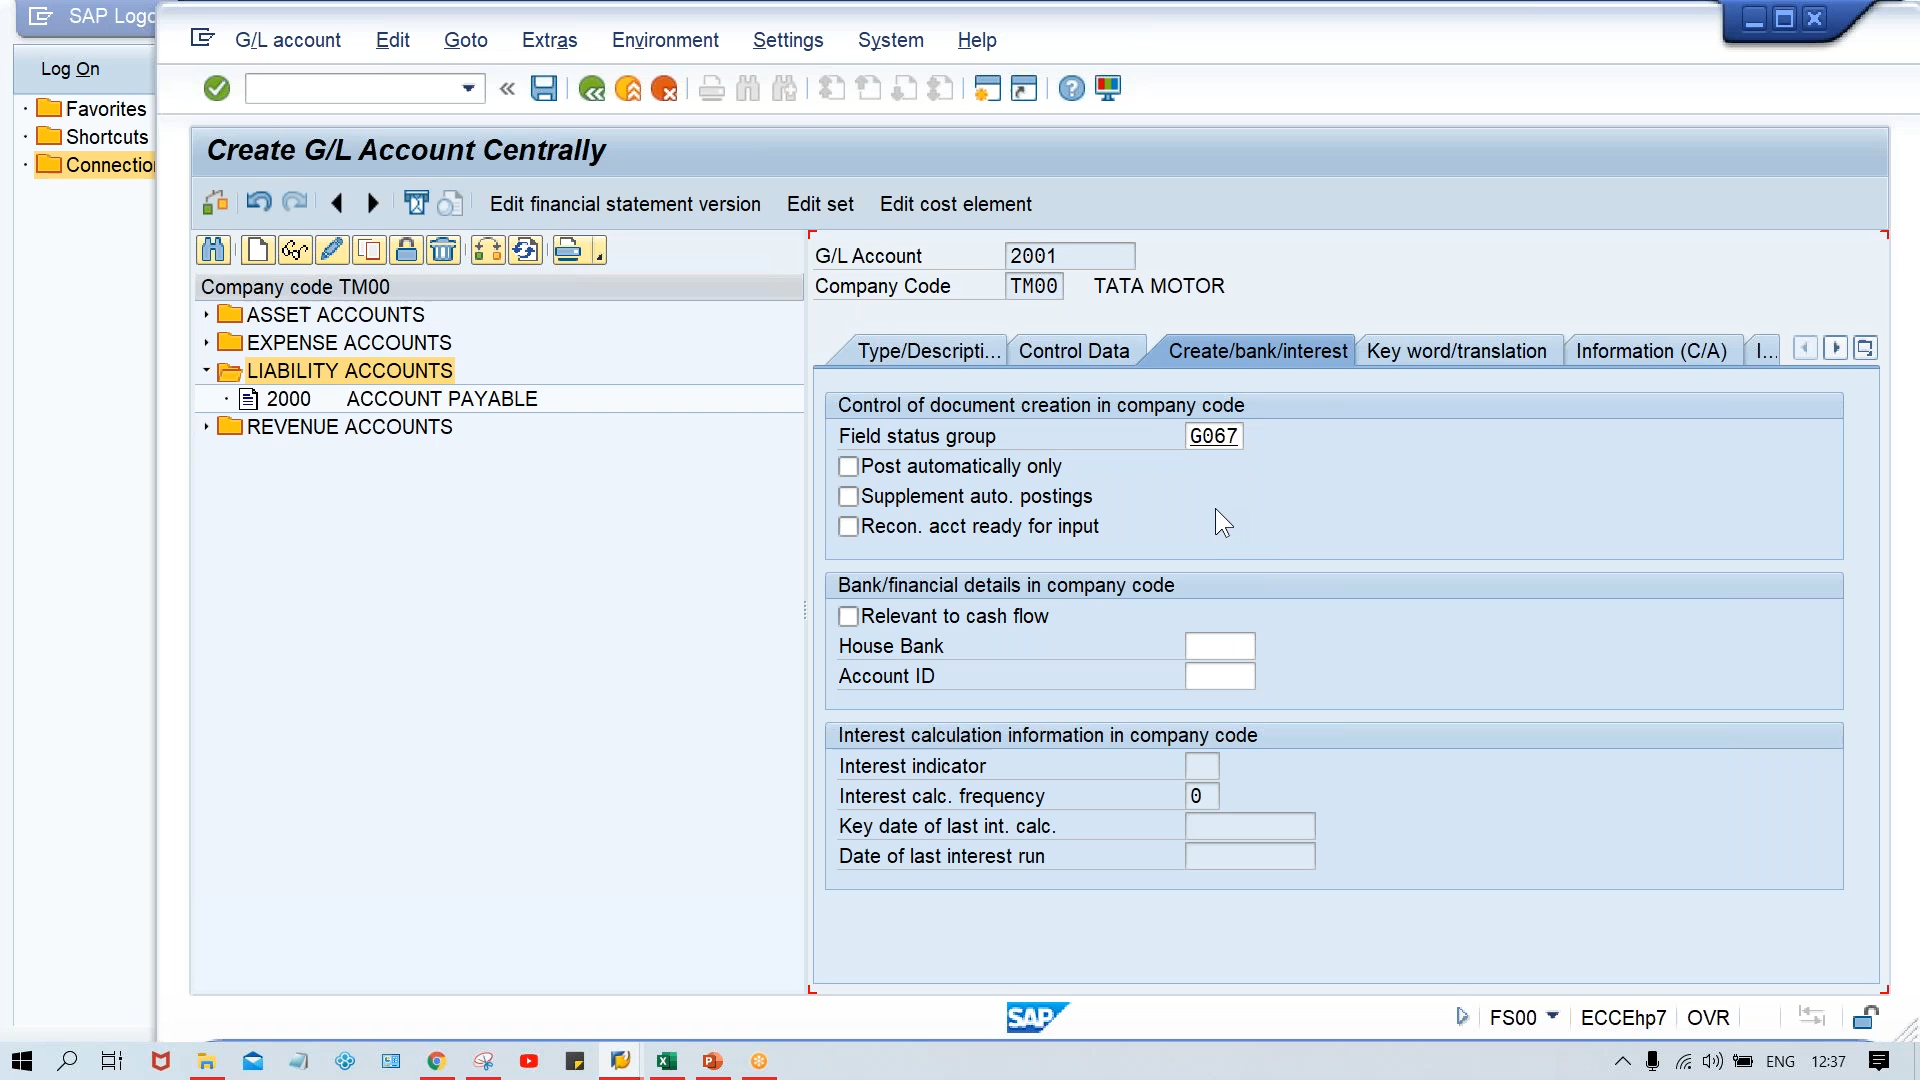 SAP Logo
G/L account Edit Goto Extras Environment Settings System Help
Log On
Favorites
Shortcuts
Connection
Create G/L Account Centrally
Edit financial statement version Edit set Edit cost element
Company code TM00
ASSET ACCOUNTS
EXPENSE ACCOUNTS
LIABILITY ACCOUNTS
2000 ACCOUNT PAYABLE
REVENUE ACCOUNTS
G/L Account 2001
Company Code TM00 TATA MOTOR
Type/Descripti... Control Data Create/bank/interest Key word/translation Information (C/A) I...
Control of document creation in company code
Field status group G067
Post automatically only
Supplement auto. postings
Recon. acct ready for input
Bank/financial details in company code
Relevant to cash flow
House Bank
Account ID
Interest calculation information in company code
Interest indicator
Interest calc. frequency 0
Key date of last int. calc.
Date of last interest run
SAP FS00 ECCEhp7 OVR
ENG 12:37